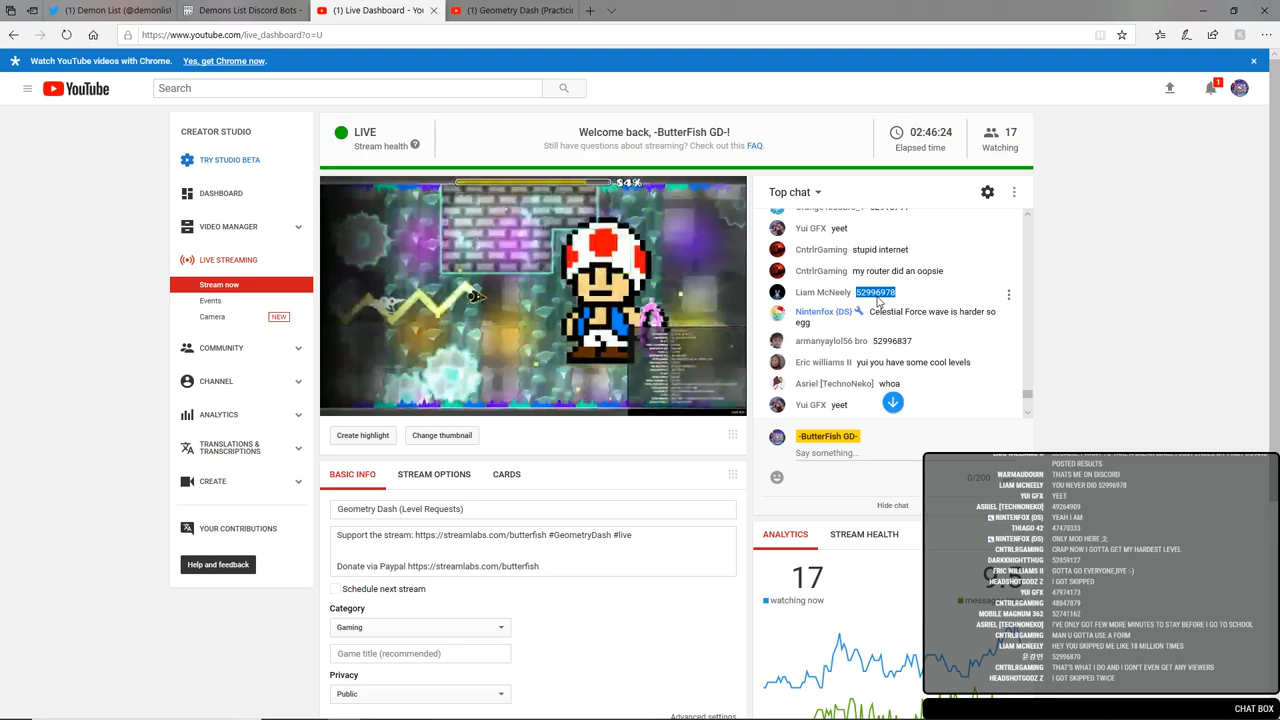 Demon List (@demonlist
Demons List Discord Bots -
(1) Live Dashboard - You
(1) Geometry Dash (Practic
https://www.youtube.com/live_dashboard?o=U
Watch YouTube videos with Chrome. Yes, get Chrome now.
YouTube
Search
1
CREATOR STUDIO
TRY STUDIO BETA
DASHBOARD
VIDEO MANAGER
LIVE STREAMING
Stream now
Events
Camera NEW
COMMUNITY
CHANNEL
ANALYTICS
TRANSLATIONS &
TRANSCRIPTIONS
CREATE
YOUR CONTRIBUTIONS
Help and feedback
LIVE
Stream health
Welcome back, -ButterFish GD-!
Still have questions about streaming? Check out this FAQ.
02:46:24
Elapsed time
17
Watching
54%
Create highlight
Change thumbnail
BASIC INFO
STREAM OPTIONS
CARDS
Geometry Dash (Level Requests)
Support the stream: https://streamlabs.com/butterfish #GeometryDash #live
Donate via Paypal https://streamlabs.com/butterfish
Schedule next stream
Category
Gaming
Game title (recommended)
Privacy
Public
Advanced settings
Top chat
Yui GFX yeet
CntrlrGaming stupid internet
CntrlrGaming my router did an oopsie
Liam McNeely 52996978
Nintenfox {DS} Celestial Force wave is harder so
egg
armanyaylol56 bro 52996837
Eric williams II yui you have some cool levels
Asriel [TechnoNeko] whoa
Yui GFX yeet
-ButterFish GD-
Say something...
0/200
Hide chat
ANALYTICS
STREAM HEALTH
17
watching now
9.5
POSTED RESULTS
WARMAUDOUIN THATS ME ON DISCORD
LIAM MCNEELY YOU NEVER DID 52996978
YUI GFX YEET
ASRIEL [TECHNONEKO] 49264909
NINTENFOX {DS} YEAH I AM
THIAGO 42 47470333
NINTENFOX {DS} ONLY MOD HERE ;3;
CNTRLRGAMING CRAP NOW I GOTTA GET MY HARDEST LEVEL
DARKKNIGHTTHUG 52859127
ERIC WILLIAMS II GOTTA GO EVERYONE,BYE :-)
HEADSHOTGODZ Z I GOT SKIPPED
YUI GFX 47974173
CNTRLRGAMING 48847879
MOBILE MAGNUM 362 52741162
ASRIEL [TECHNONEKO] I'VE ONLY GOT FEW MORE MINUTES TO STAY BEFORE I GO TO SCHOOL
CNTRLRGAMING MAN U GOTTA USE A FORM
LIAM MCNEELY HEY YOU SKIPPED ME LIKE 18 MILLION TIMES
52996870
CNTRLRGAMING THAT'S WHAT I DO AND I DON'T EVEN GET ANY VIEWERS
HEADSHOTGODZ Z I GOT SKIPPED TWICE
CHAT BOX